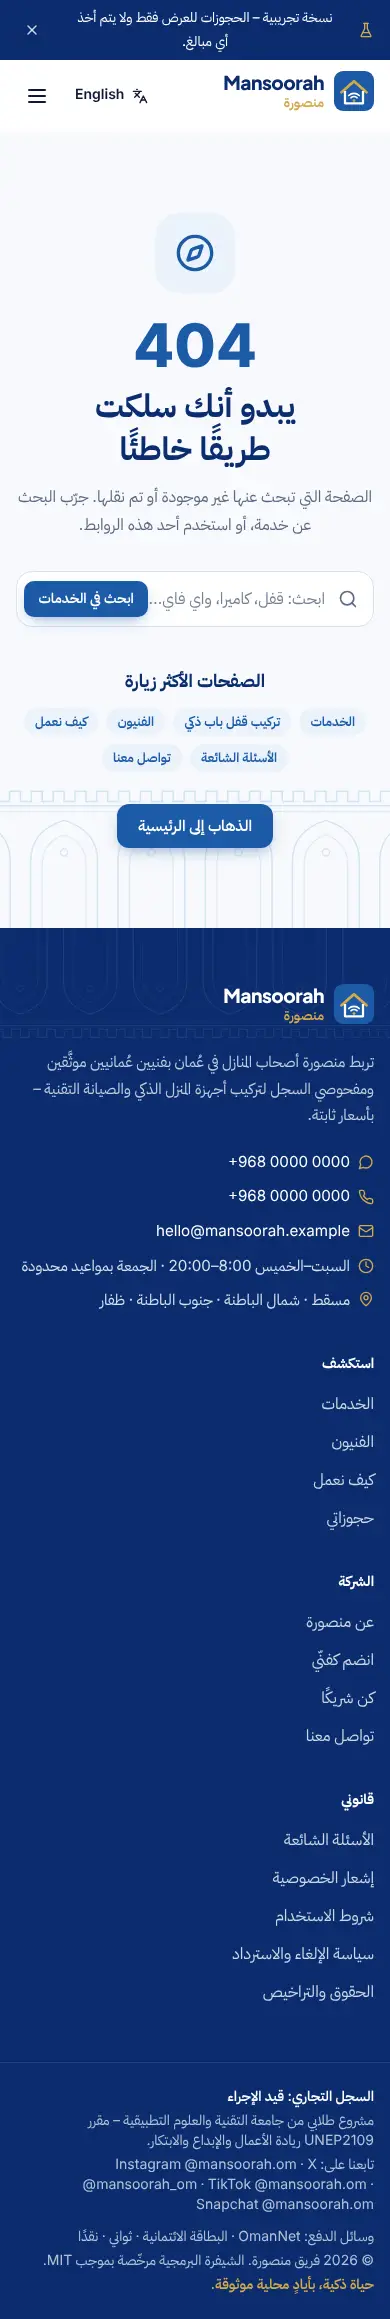 نسخة تجريبية – الحجوزات للعرض فقط ولا يتم أخذ
أي مبالغ.
Mansoorah
منصورة
English
404
يبدو أنك سلكت
طريقًا خاطئًا
الصفحة التي تبحث عنها غير موجودة أو تم نقلها. جرّب البحث
عن خدمة، أو استخدم أحد هذه الروابط.
ابحث: قفل، كاميرا، واي فاي...
ابحث في الخدمات
الصفحات الأكثر زيارة
الخدمات
تركيب قفل باب ذكي
الفنيون
كيف نعمل
الأسئلة الشائعة
تواصل معنا
الذهاب إلى الرئيسية
Mansoorah
منصورة
تربط منصورة أصحاب المنازل في عُمان بفنيين عُمانيين موثَّقين
ومفحوصي السجل لتركيب أجهزة المنزل الذكي والصيانة التقنية –
بأسعار ثابتة.
+968 0000 0000
+968 0000 0000
hello@mansoorah.example
السبت–الخميس 8:00–20:00 · الجمعة بمواعيد محدودة
مسقط · شمال الباطنة · جنوب الباطنة · ظفار
استكشف
الخدمات
الفنيون
كيف نعمل
حجوزاتي
الشركة
عن منصورة
انضم كفنّي
كن شريكًا
تواصل معنا
قانوني
الأسئلة الشائعة
إشعار الخصوصية
شروط الاستخدام
سياسة الإلغاء والاسترداد
الحقوق والتراخيص
السجل التجاري: قيد الإجراء
مشروع طلابي من جامعة التقنية والعلوم التطبيقية – مقرر
UNEP2109 ريادة الأعمال والإبداع والابتكار.
تابعنا على: Instagram @mansoorah.om · X
@mansoorah_om · TikTok @mansoorah.om ·
Snapchat @mansoorah.om
وسائل الدفع: OmanNet · البطاقة الائتمانية · ثواني · نقدًا
© 2026 فريق منصورة. الشيفرة البرمجية مرخّصة بموجب MIT.
حياة ذكية، بأيادٍ محلية موثوقة.